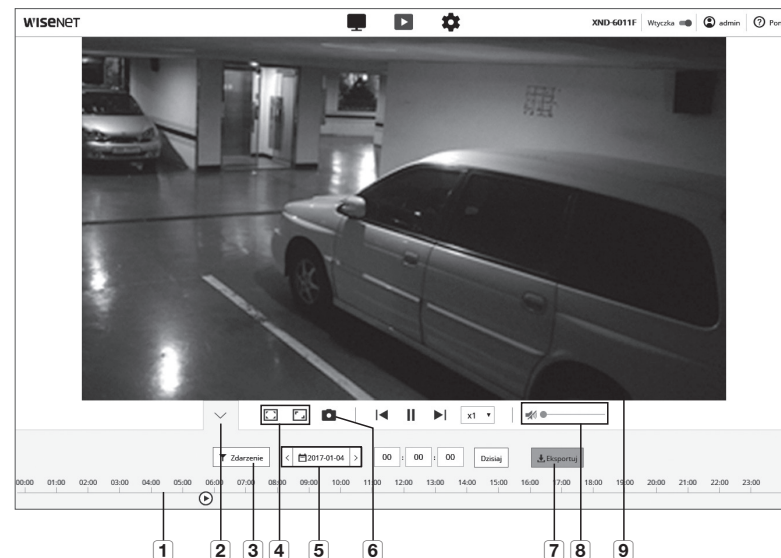 WISENET
XND-6011F Wtyczka admin ? Pon
x1
Zdarzenie < 2017-01-04 > 00 : 00 : 00 Dzisiaj Eksportuj
00:00 01:00 02:00 03:00 04:00 05:00 06:00 07:00 08:00 09:00 10:00 11:00 12:00 13:00 14:00 15:00 16:00 17:00 18:00 19:00 20:00 21:00 22:00 23:00
1 2 3 4 5 6 7 8 9